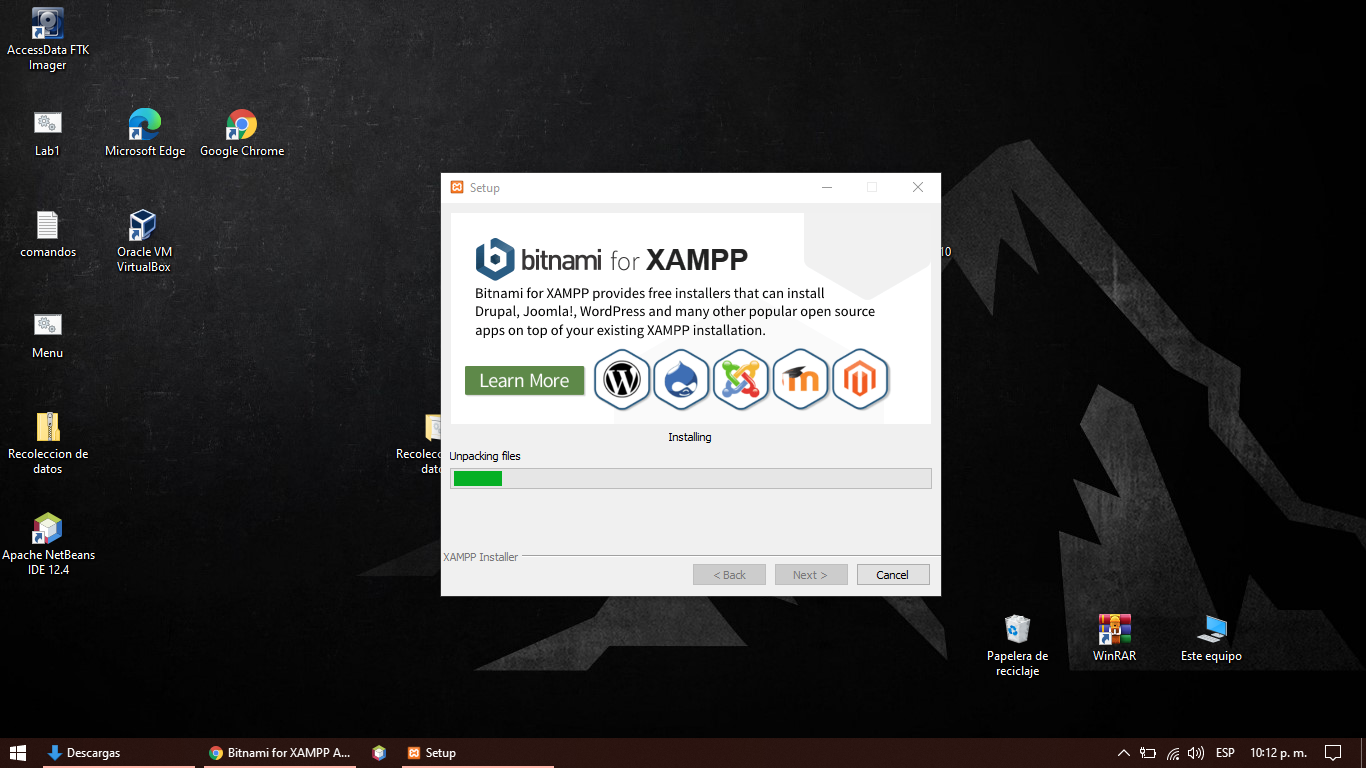 AccessData FTK
Imager
Lab1
Microsoft Edge
Google Chrome
comandos
Oracle VM
VirtualBox
Menu
Recoleccion de
datos
Apache NetBeans
IDE 12.4
Recolec
dato
10
Setup
bitnami for XAMPP
Bitnami for XAMPP provides free installers that can install
Drupal, Joomla!, WordPress and many other popular open source
apps on top of your existing XAMPP installation.
Learn More
Installing
Unpacking files
XAMPP Installer
< Back
Next >
Cancel
Papelera de
reciclaje
WinRAR
Este equipo
Descargas
Bitnami for XAMPP A...
Setup
ESP
10:12 p. m.